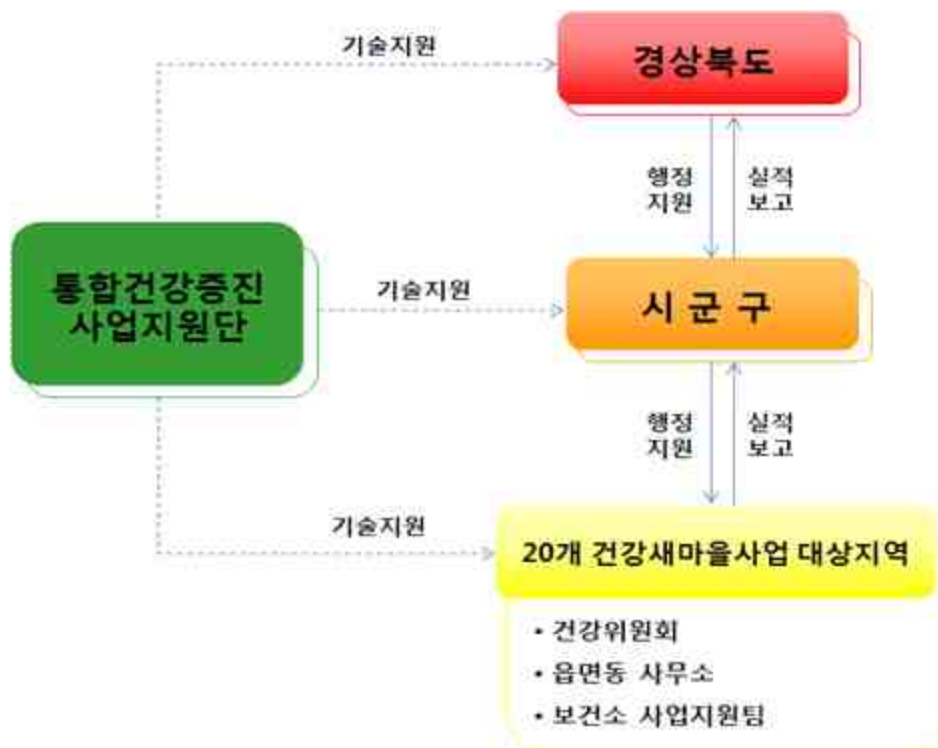 기술지원
경상북도
행정
지원
실적
보고
통합건강증진
사업지원단
기술지원
시 군 구
행정
지원
실적
보고
기술지원
20개 건강새마을사업 대상지역
• 건강위원회
• 읍면동 사무소
• 보건소 사업지원팀